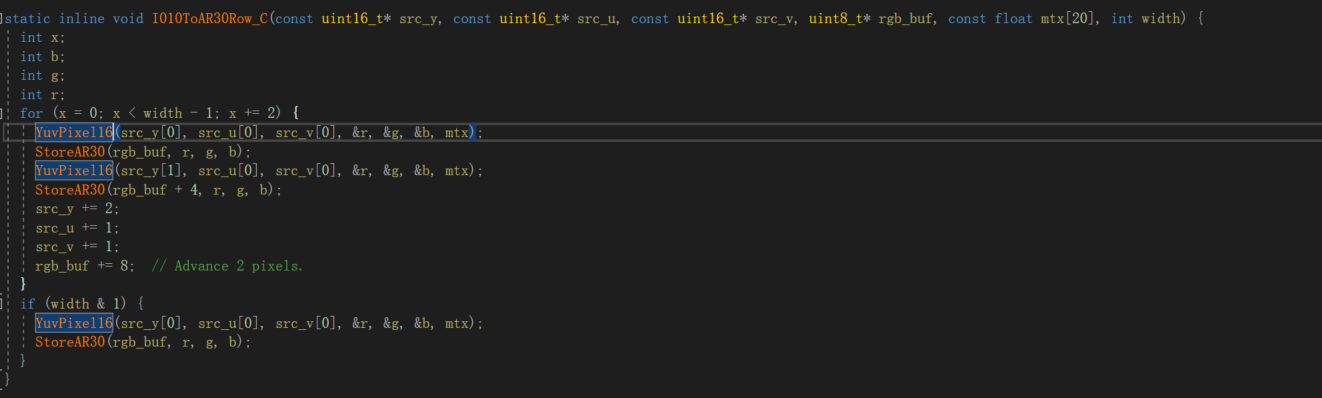 static inline void I010ToAR30Row_C(const uint16_t* src_y, const uint16_t* src_u, const uint16_t* src_v, uint8_t* rgb_buf, const float mtx[20], int width) {
int x;
int b;
int g;
int r;
for (x = 0; x < width - 1; x += 2) {
YuvPixel16(src_y[0], src_u[0], src_v[0], &r, &g, &b, mtx);
StoreAR30(rgb_buf, r, g, b);
YuvPixel16(src_y[1], src_u[0], src_v[0], &r, &g, &b, mtx);
StoreAR30(rgb_buf + 4, r, g, b);
src_y += 2;
src_u += 1;
src_v += 1;
rgb_buf += 8;  // Advance 2 pixels.
}
if (width & 1) {
YuvPixel16(src_y[0], src_u[0], src_v[0], &r, &g, &b, mtx);
StoreAR30(rgb_buf, r, g, b);
}
}